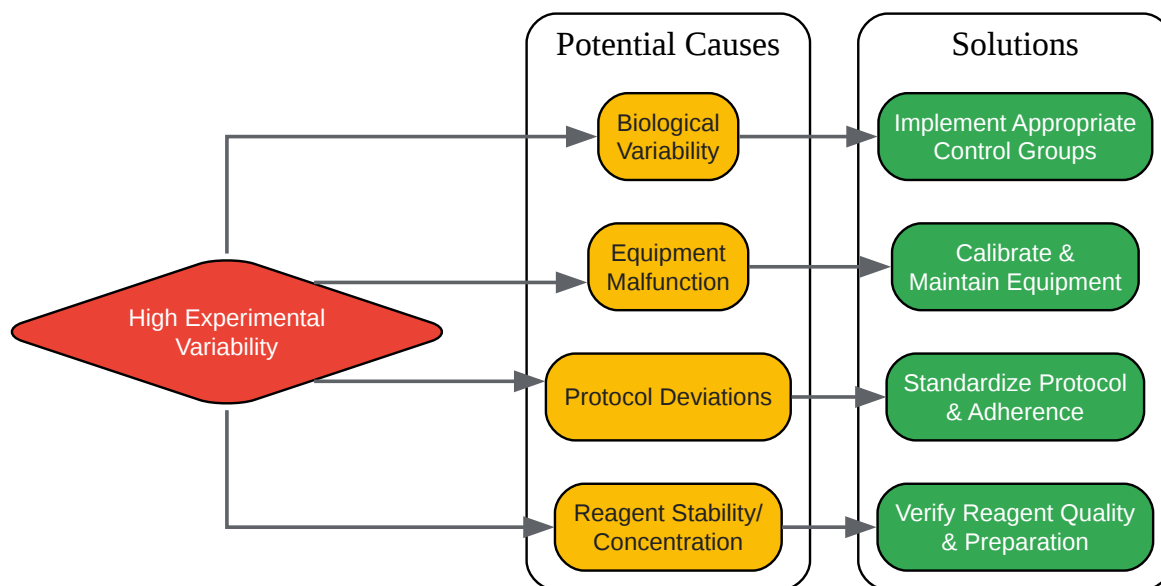 Potential Causes
Solutions
Biological
Variability
Implement Appropriate
Control Groups
Equipment
Malfunction
Calibrate &
Maintain Equipment
High Experimental
Variability
Protocol Deviations
Standardize Protocol
& Adherence
Reagent Stability/
Concentration
Verify Reagent Quality
& Preparation